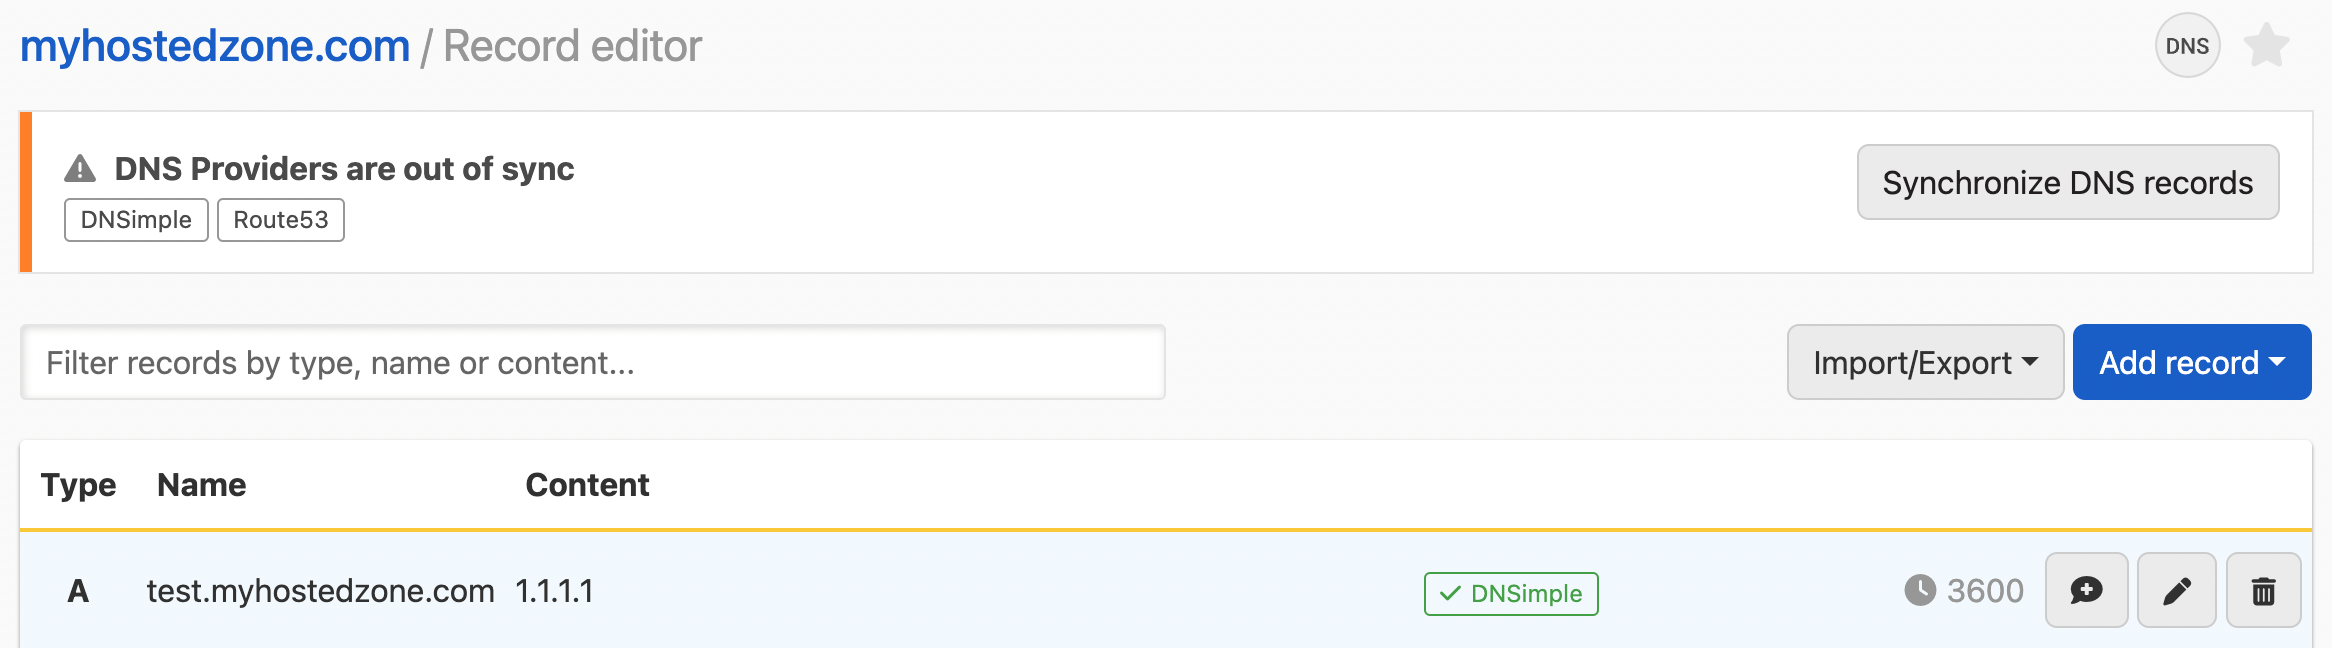 myhostedzone.com / Record editor
DNS
DNS Providers are out of sync
DNSimple Route53
Synchronize DNS records
Filter records by type, name or content...
Import/Export
Add record
Type Name Content
A test.myhostedzone.com 1.1.1.1 DNSimple 3600